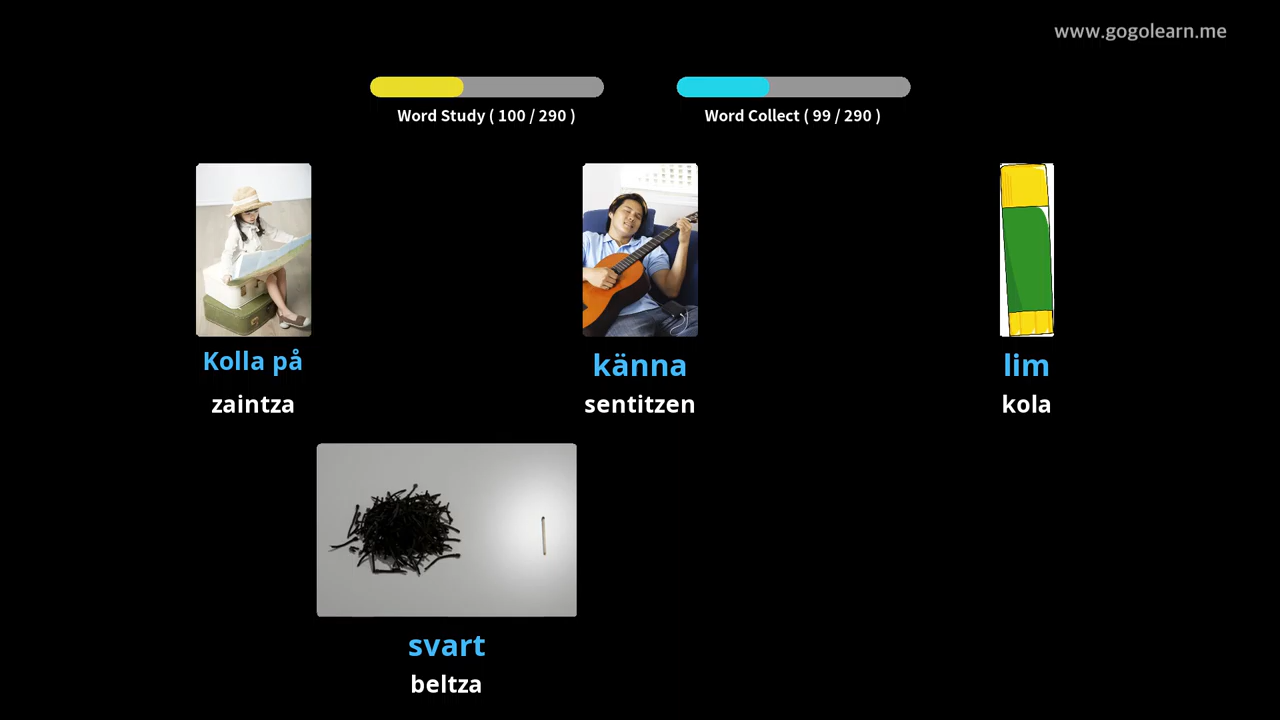 www.gogolearn.me
Word Study ( 100 / 290 )
Word Collect ( 99 / 290 )
Kolla på
zaintza
känna
sentitzen
lim
kola
svart
beltza